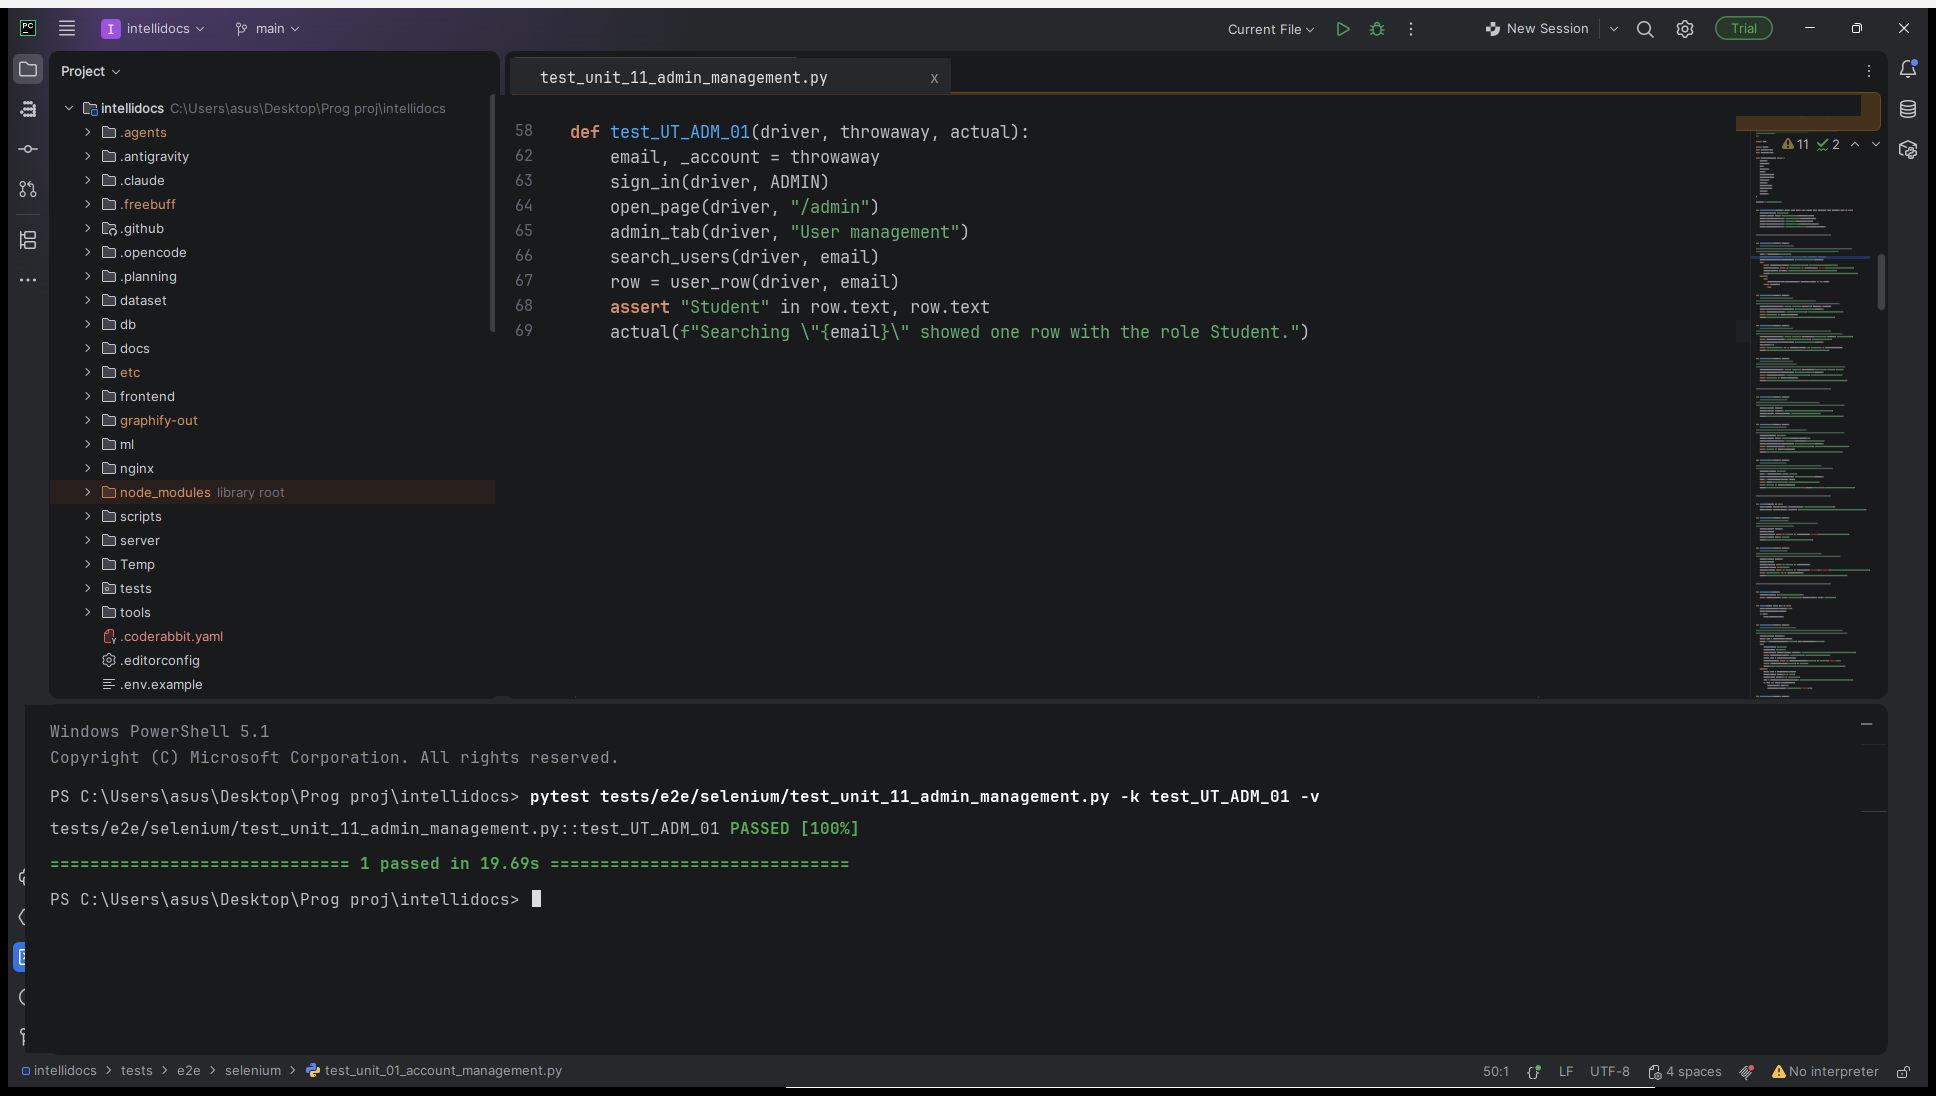 PC
I intellidocs
main
Current File
New Session
Trial
Project
test_unit_11_admin_management.py x
intellidocs C:\Users\asus\Desktop\Prog proj\intellidocs
.agents
.antigravity
.claude
.freebuff
.github
.opencode
.planning
dataset
db
docs
etc
frontend
graphify-out
ml
nginx
node_modules library root
scripts
server
Temp
tests
tools
.coderabbit.yaml
.editorconfig
.env.example
58 def test_UT_ADM_01(driver, throwaway, actual):
62 email, _account = throwaway
63 sign_in(driver, ADMIN)
64 open_page(driver, "/admin")
65 admin_tab(driver, "User management")
66 search_users(driver, email)
67 row = user_row(driver, email)
68 assert "Student" in row.text, row.text
69 actual(f"Searching \"{email}\" showed one row with the role Student.")
11 2
Windows PowerShell 5.1
Copyright (C) Microsoft Corporation. All rights reserved.
PS C:\Users\asus\Desktop\Prog proj\intellidocs> pytest tests/e2e/selenium/test_unit_11_admin_management.py -k test_UT_ADM_01 -v
tests/e2e/selenium/test_unit_11_admin_management.py::test_UT_ADM_01 PASSED [100%]
============================== 1 passed in 19.69s ==============================
PS C:\Users\asus\Desktop\Prog proj\intellidocs>
intellidocs > tests > e2e > selenium > test_unit_01_account_management.py
50:1 LF UTF-8 4 spaces No interpreter